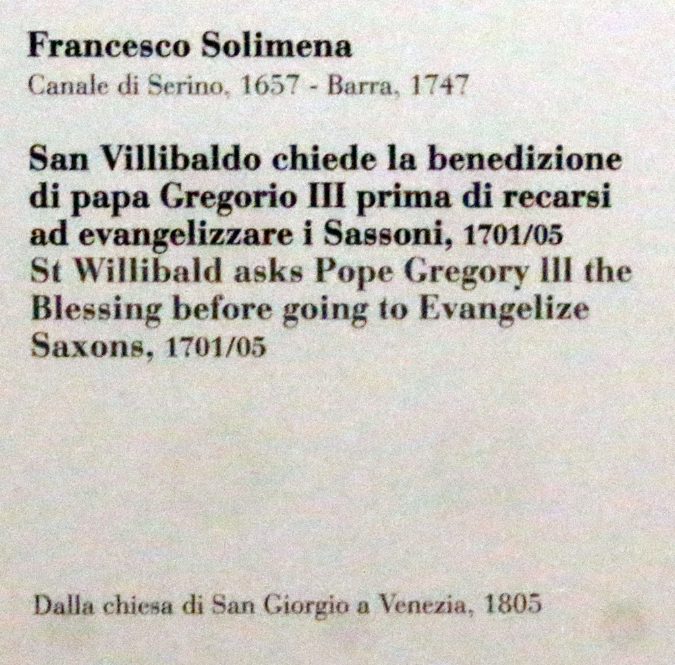 Francesco Solimena
Canale di Serino, 1657 - Barra, 1747
San Villibaldo chiede la benedizione
di papa Gregorio III prima di recarsi
ad evangelizzare i Sassoni, 1701/05
St Willibald asks Pope Gregory III the
Blessing before going to Evangelize
Saxons, 1701/05
Dalla chiesa di San Giorgio a Venezia, 1805